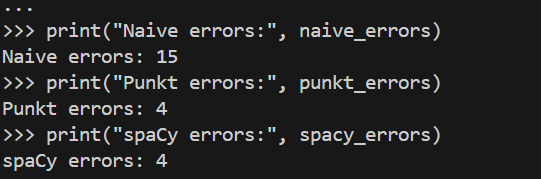 ...
>>> print("Naive errors:", naive_errors)
Naive errors: 15
>>> print("Punkt errors:", punkt_errors)
Punkt errors: 4
>>> print("spaCy errors:", spacy_errors)
spaCy errors: 4